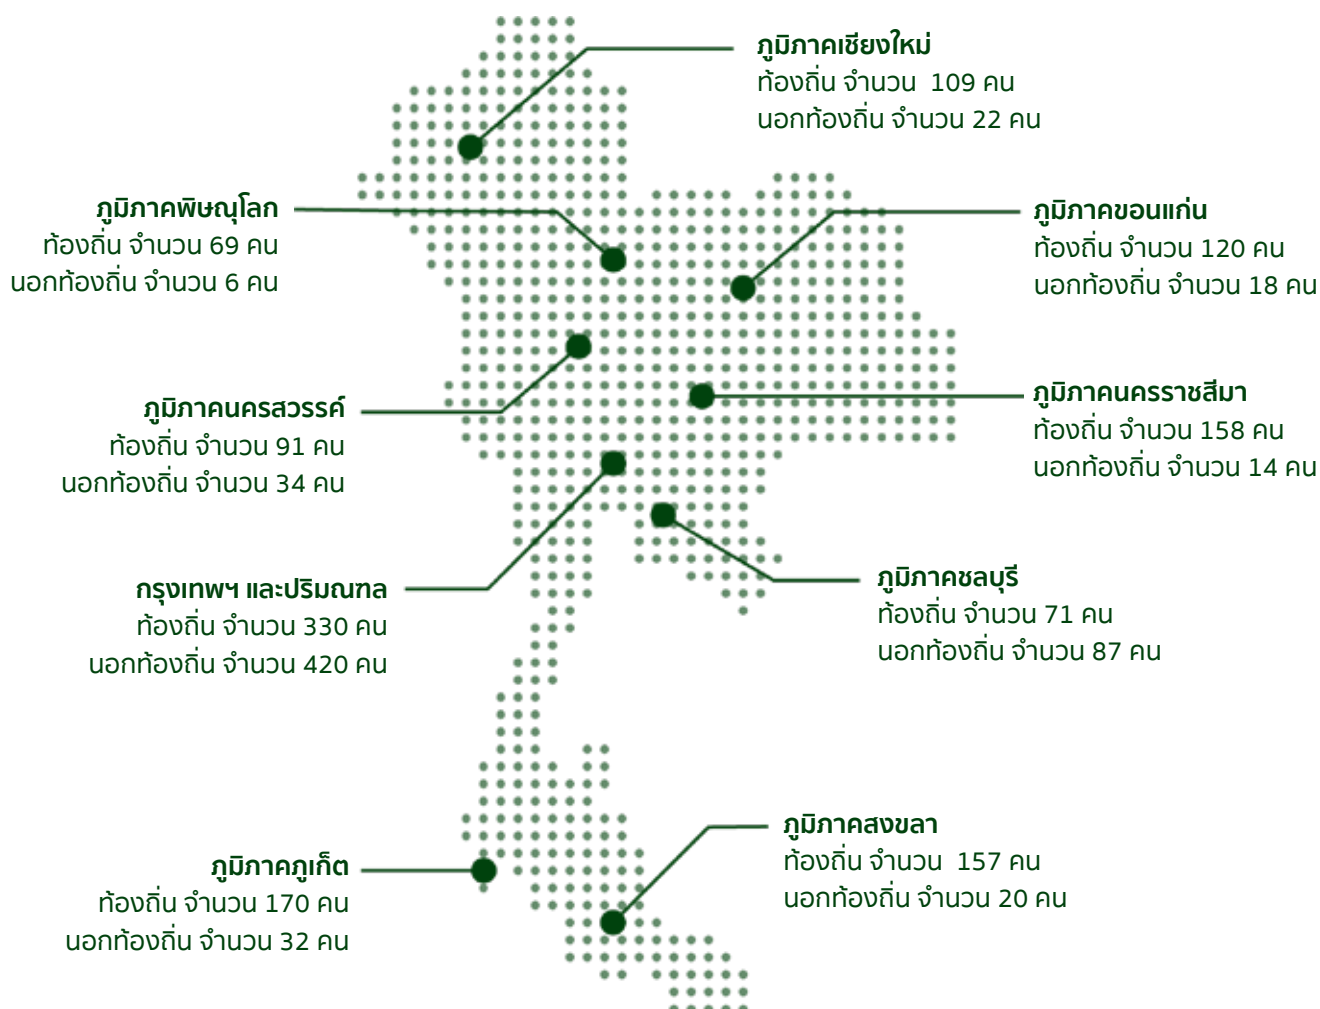 ภูมิภาคเชียงใหม่
ท้องถิ่น จำนวน  109 คน
นอกท้องถิ่น จำนวน 22 คน
ภูมิภาคพิษณุโลก
ท้องถิ่น จำนวน 69 คน
นอกท้องถิ่น จำนวน 6 คน
ภูมิภาคขอนแก่น
ท้องถิ่น จำนวน 120 คน
นอกท้องถิ่น จำนวน 18 คน
ภูมิภาคนครสวรรค์
ท้องถิ่น จำนวน 91 คน
นอกท้องถิ่น จำนวน 34 คน
ภูมิภาคนครราชสีมา
ท้องถิ่น จำนวน 158 คน
นอกท้องถิ่น จำนวน 14 คน
กรุงเทพฯ และปริมณฑล
ท้องถิ่น จำนวน 330 คน
นอกท้องถิ่น จำนวน 420 คน
ภูมิภาคชลบุรี
ท้องถิ่น จำนวน 71 คน
นอกท้องถิ่น จำนวน 87 คน
ภูมิภาคภูเก็ต
ท้องถิ่น จำนวน 170 คน
นอกท้องถิ่น จำนวน 32 คน
ภูมิภาคสงขลา
ท้องถิ่น จำนวน  157 คน
นอกท้องถิ่น จำนวน 20 คน